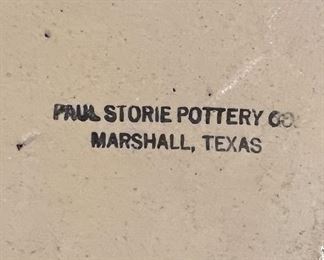 PAUL STORIE POTTERY CO.
MARSHALL, TEXAS